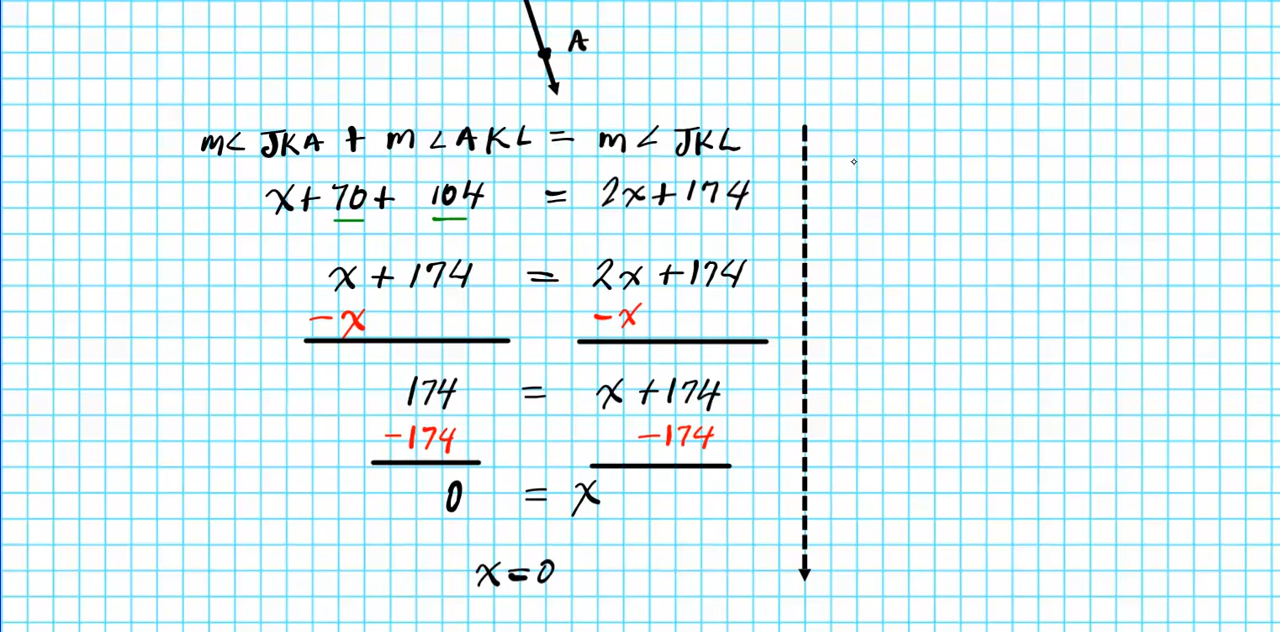 A
m∠ JKA + m ∠AKL = m ∠ JKL
x + 70 + 104 = 2x + 174
x + 174 = 2x + 174
-x -x
174 = x + 174
-174 -174
0 = x
x = 0